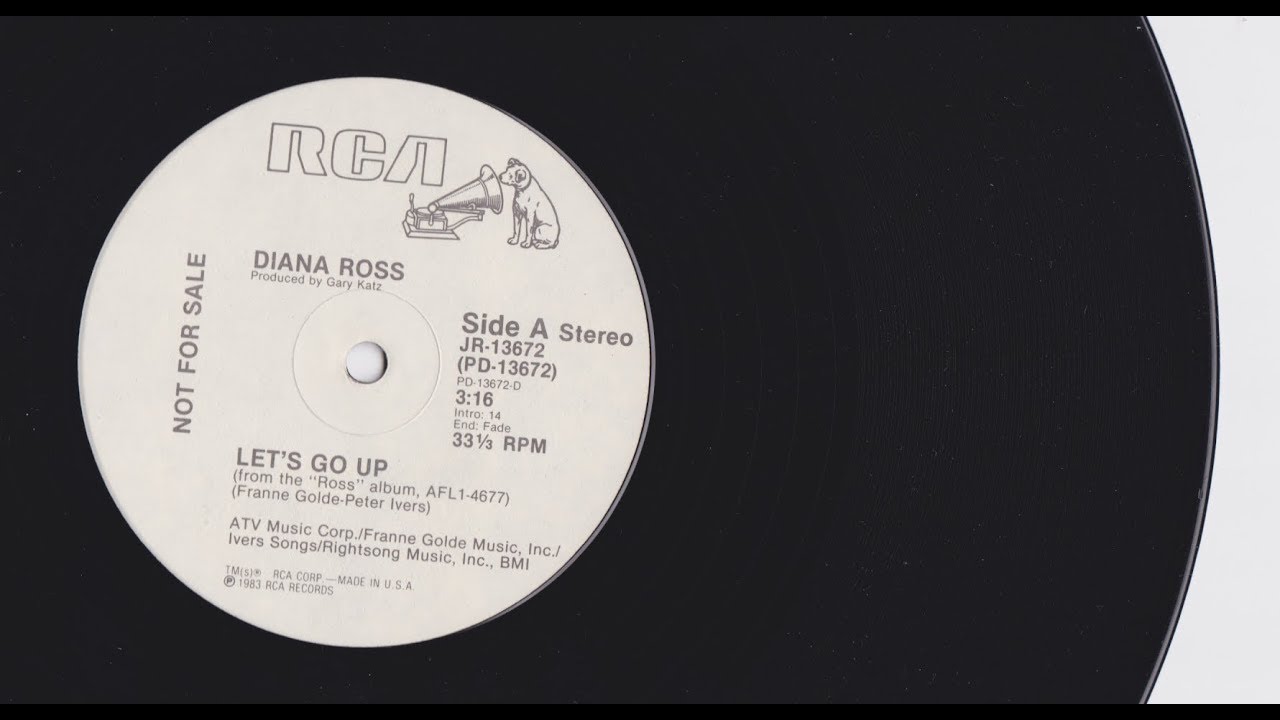 RCA
DIANA ROSS
Produced by Gary Katz
NOT FOR SALE
Side A Stereo
JR-13672
(PD-13672)
PD-13672-D
3:16
Intro: 14
End: Fade
33⅓ RPM
LET'S GO UP
(from the "Ross" album, AFL1-4677)
(Franne Golde-Peter Ivers)
ATV Music Corp./Franne Golde Music, Inc./
Ivers Songs/Rightsong Music, Inc., BMI
TM(s)® RCA CORP.—MADE IN U.S.A.
℗ 1983 RCA RECORDS